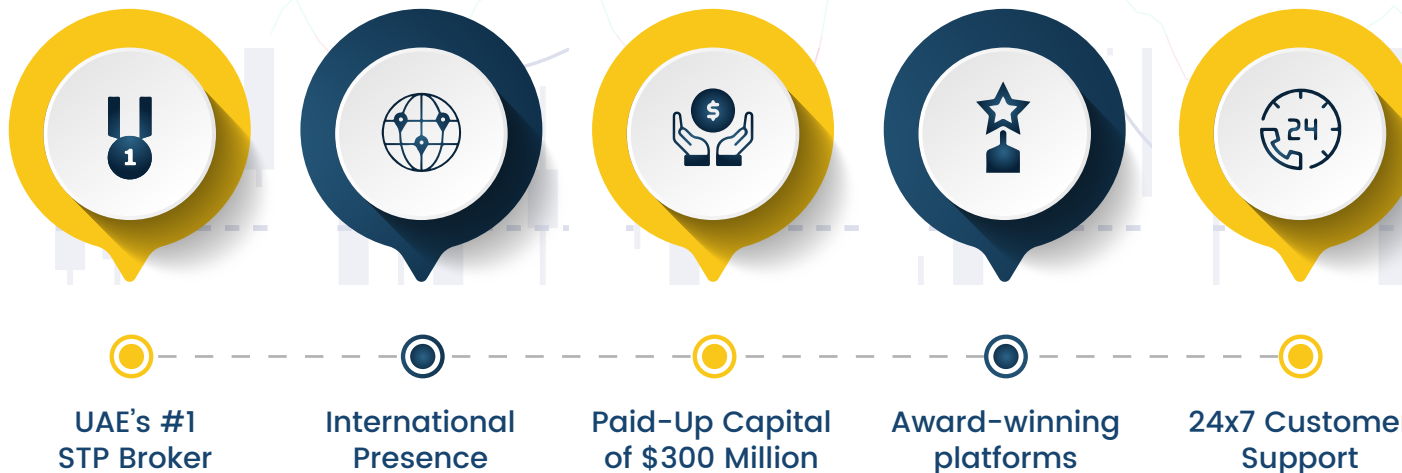 1
$
24
UAE's #1
STP Broker
International
Presence
Paid-Up Capital
of $300 Million
Award-winning
platforms
24x7 Customer
Support